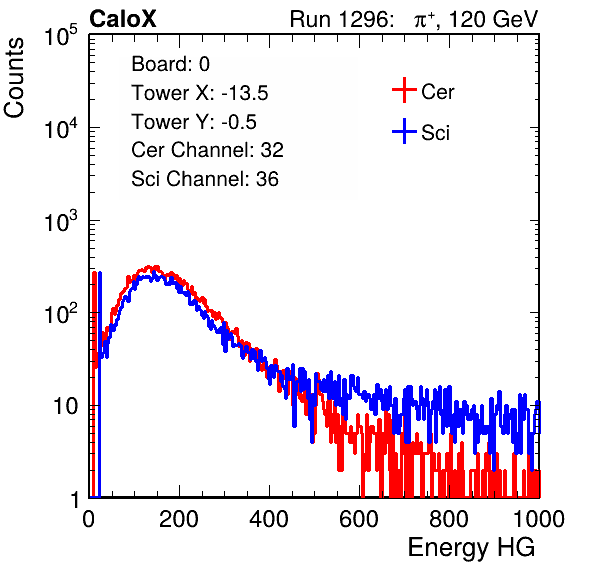 CaloX Run 1296: π⁺, 120 GeV
Counts
Board: 0
Tower X: -13.5
Tower Y: -0.5
Cer Channel: 32
Sci Channel: 36
Cer
Sci
10⁵
10⁴
10³
10²
10
1
0 200 400 600 800 1000
Energy HG